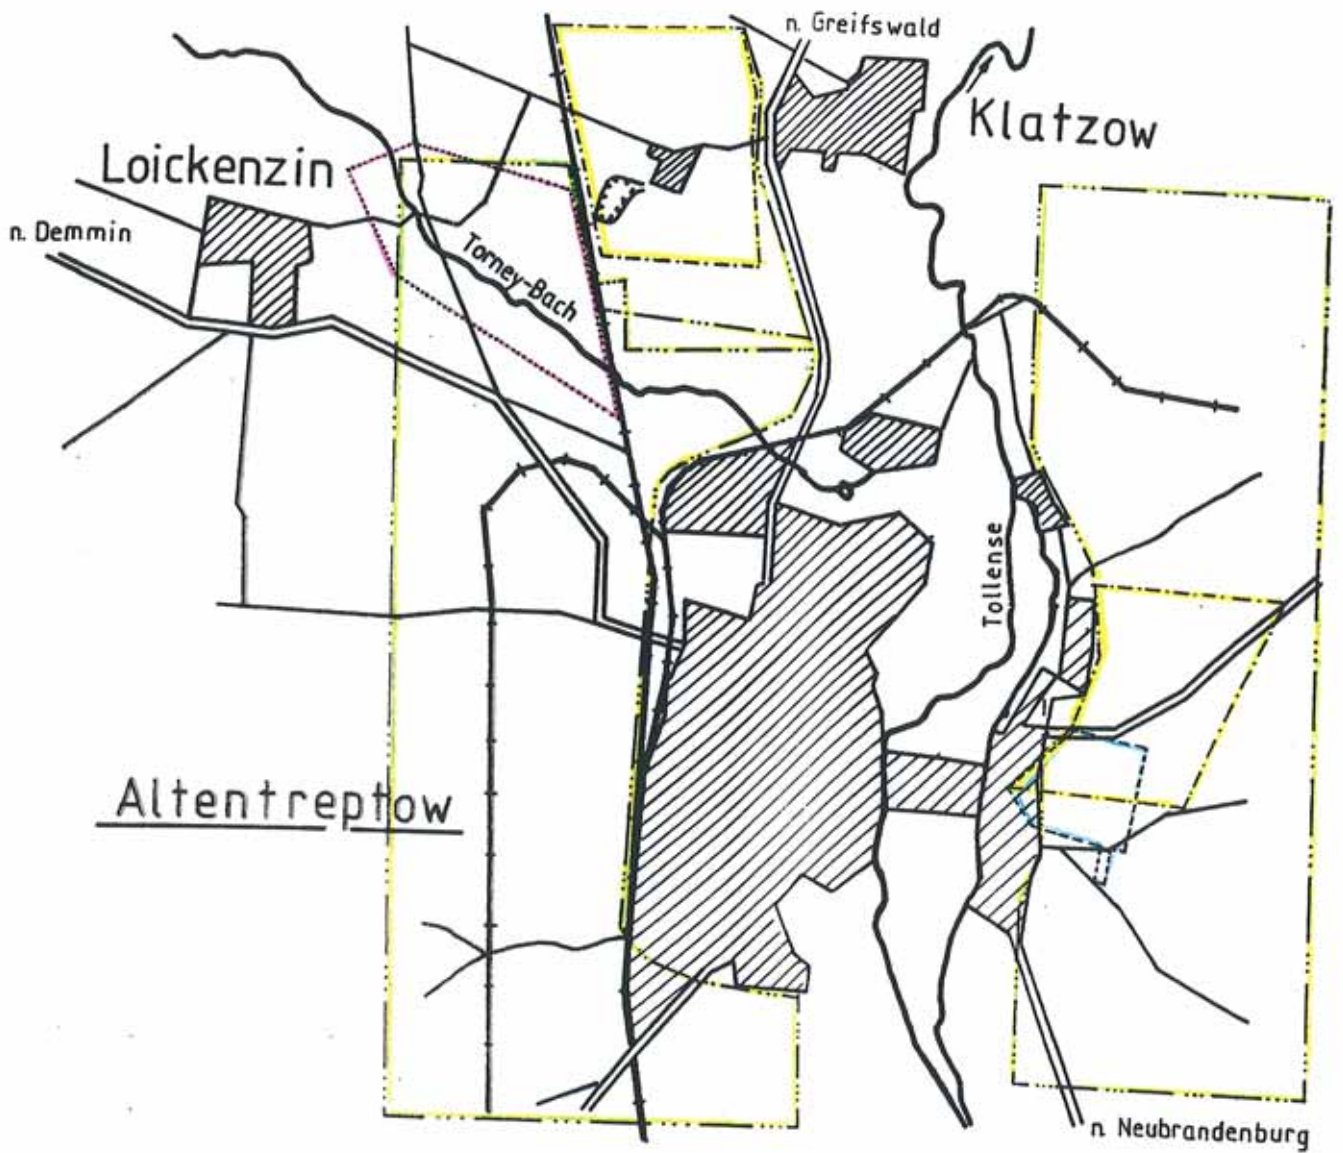 n. Greifswald
Klatzow
Loickenzin
n. Demmin
Torney-Bach
Tollense
Altentreptow
n. Neubrandenburg